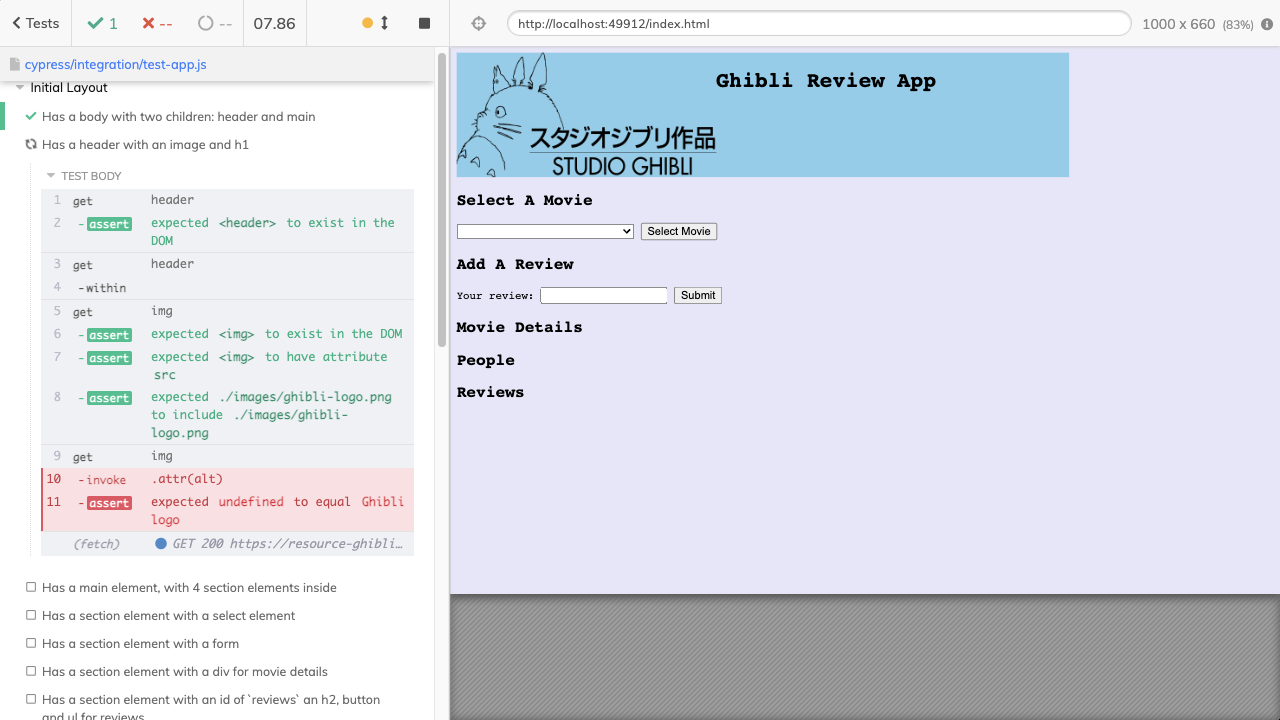 Tests
1
--
--
07.86
http://localhost:49912/index.html
1000 x 660 (83%)
cypress/integration/test-app.js
Initial Layout
Has a body with two children: header and main
Has a header with an image and h1
TEST BODY
1 get header
2 -assert expected <header> to exist in the
DOM
3 get header
4 -within
5 get img
6 -assert expected <img> to exist in the DOM
7 -assert expected <img> to have attribute
src
8 -assert expected ./images/ghibli-logo.png
to include ./images/ghibli-
logo.png
9 get img
10 -invoke .attr(alt)
11 -assert expected undefined to equal Ghibli
logo
(fetch) GET 200 https://resource-ghibli…
Has a main element, with 4 section elements inside
Has a section element with a select element
Has a section element with a form
Has a section element with a div for movie details
Has a section element with an id of `reviews` an h2, button
and ul for reviews
Ghibli Review App
スタジオジブリ作品
STUDIO GHIBLI
Select A Movie
Select Movie
Add A Review
Your review:
Submit
Movie Details
People
Reviews